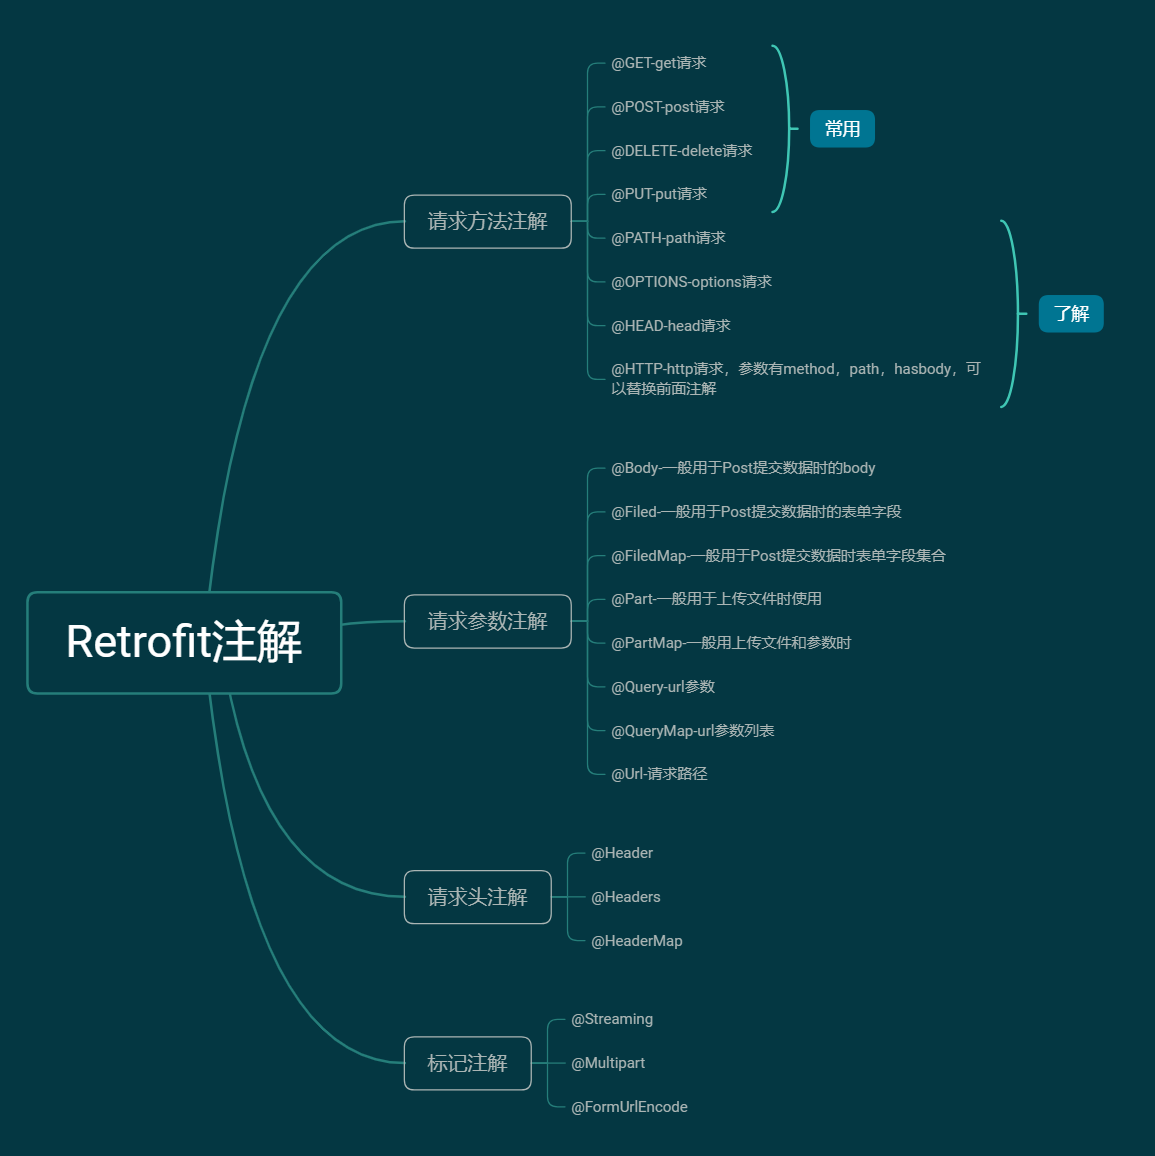 @GET-get请求
@POST-post请求
@DELETE-delete请求
@PUT-put请求
常用
请求方法注解
@PATH-path请求
@OPTIONS-options请求
@HEAD-head请求
@HTTP-http请求，参数有method，path，hasbody，可
以替换前面注解
了解
Retrofit注解
请求参数注解
@Body-一般用于Post提交数据时的body
@Filed-一般用于Post提交数据时的表单字段
@FiledMap-一般用于Post提交数据时表单字段集合
@Part-一般用于上传文件时使用
@PartMap-一般用上传文件和参数时
@Query-url参数
@QueryMap-url参数列表
@Url-请求路径
请求头注解
@Header
@Headers
@HeaderMap
标记注解
@Streaming
@Multipart
@FormUrlEncode